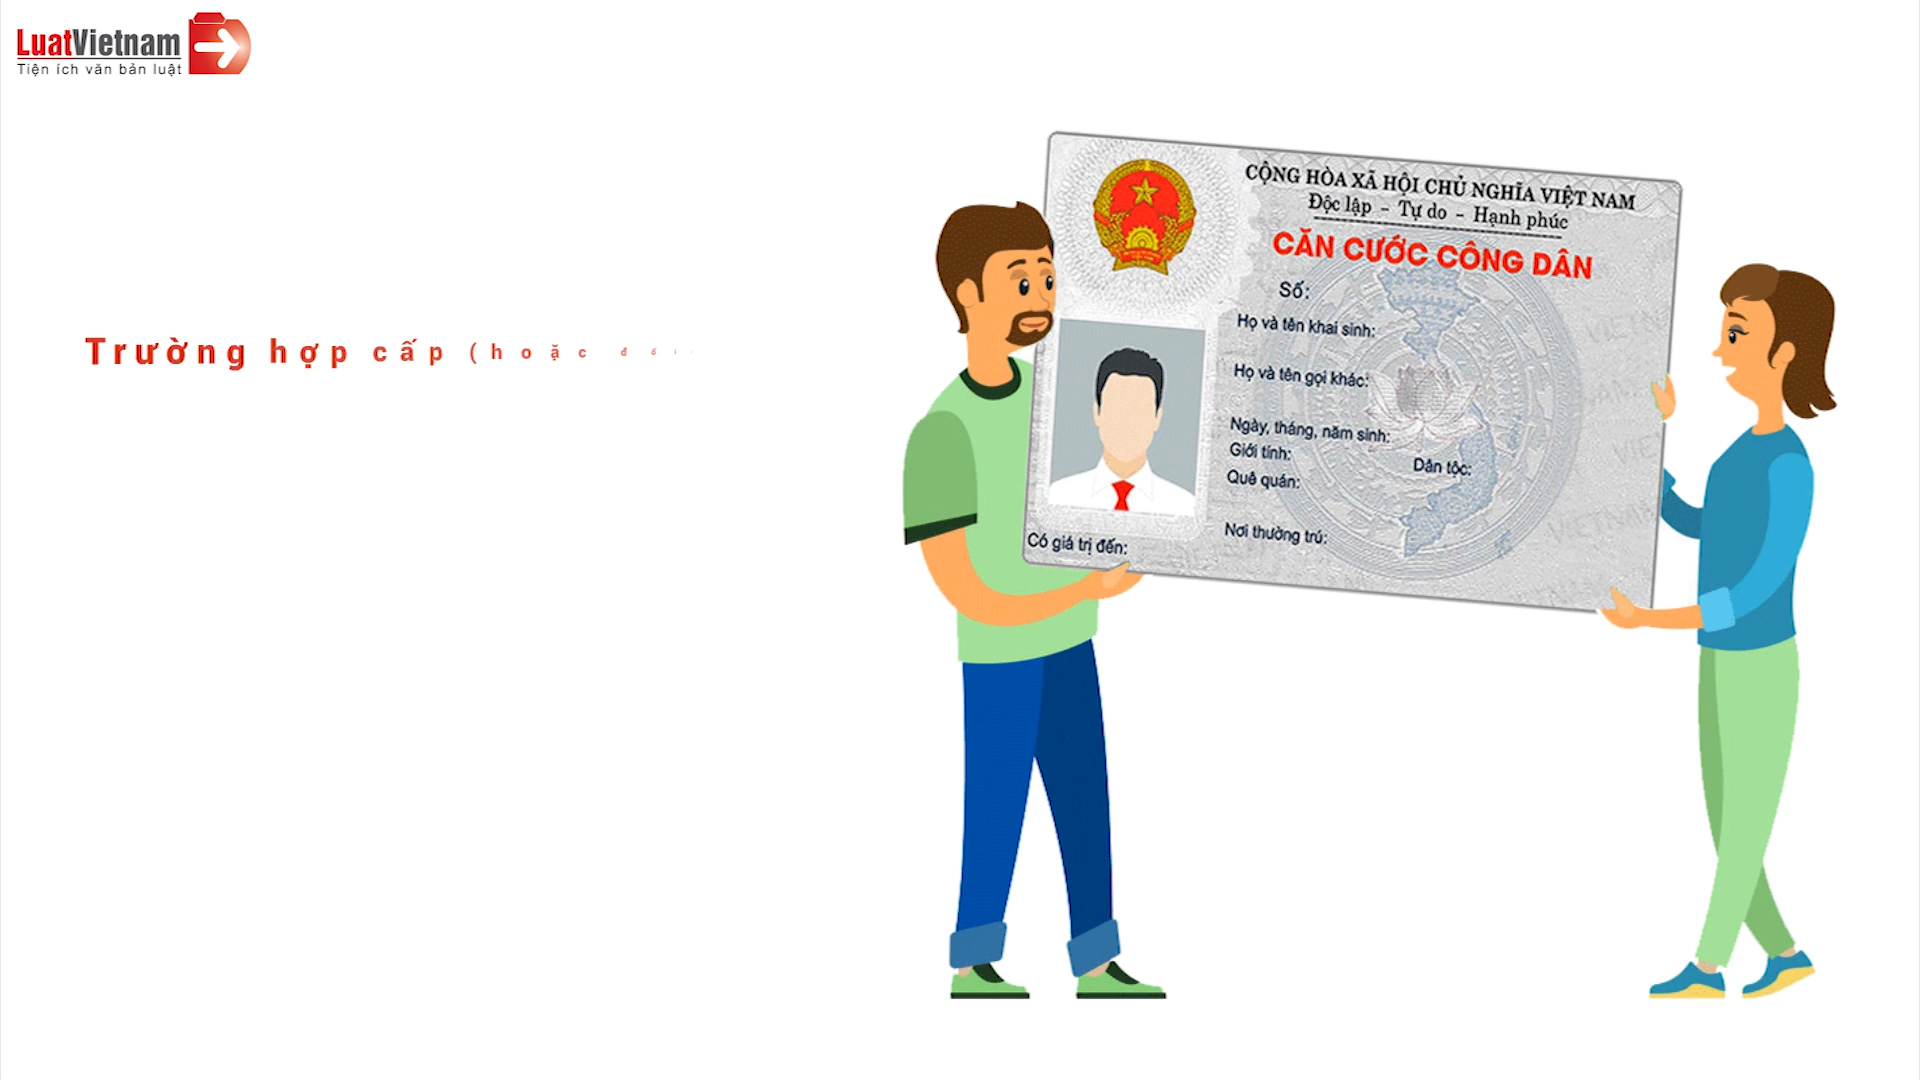 LuatVietnam
Tiện ích văn bản luật
Trường hợp cấp (hoặc đổi
CỘNG HÒA XÃ HỘI CHỦ NGHĨA VIỆT NAM
Độc lập - Tự do - Hạnh phúc
CĂN CƯỚC CÔNG DÂN
Số:
Họ và tên khai sinh:
Họ và tên gọi khác:
Ngày, tháng, năm sinh:
Giới tính:
Dân tộc:
Quê quán:
Nơi thường trú:
Có giá trị đến: